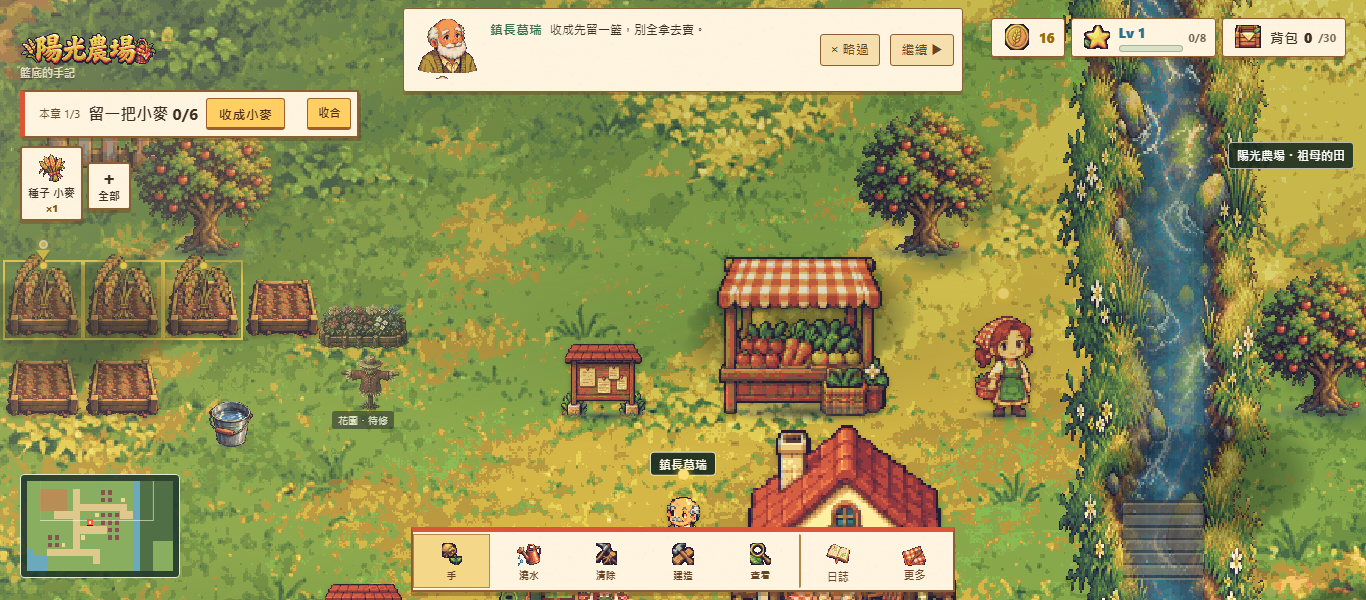 陽光農場
籃底的手記
本章 1/3 留一把小麥 0/6 收成小麥 收合
種子 小麥
×1
+
全部
鎮長葛瑞 收成先留一籃，別全拿去賣。
× 略過
繼續 ▶
16
Lv 1
0/8
背包 0 /30
陽光農場・祖母的田
花圃・待修
鎮長葛瑞
手
澆水
清除
建造
查看
日誌
更多